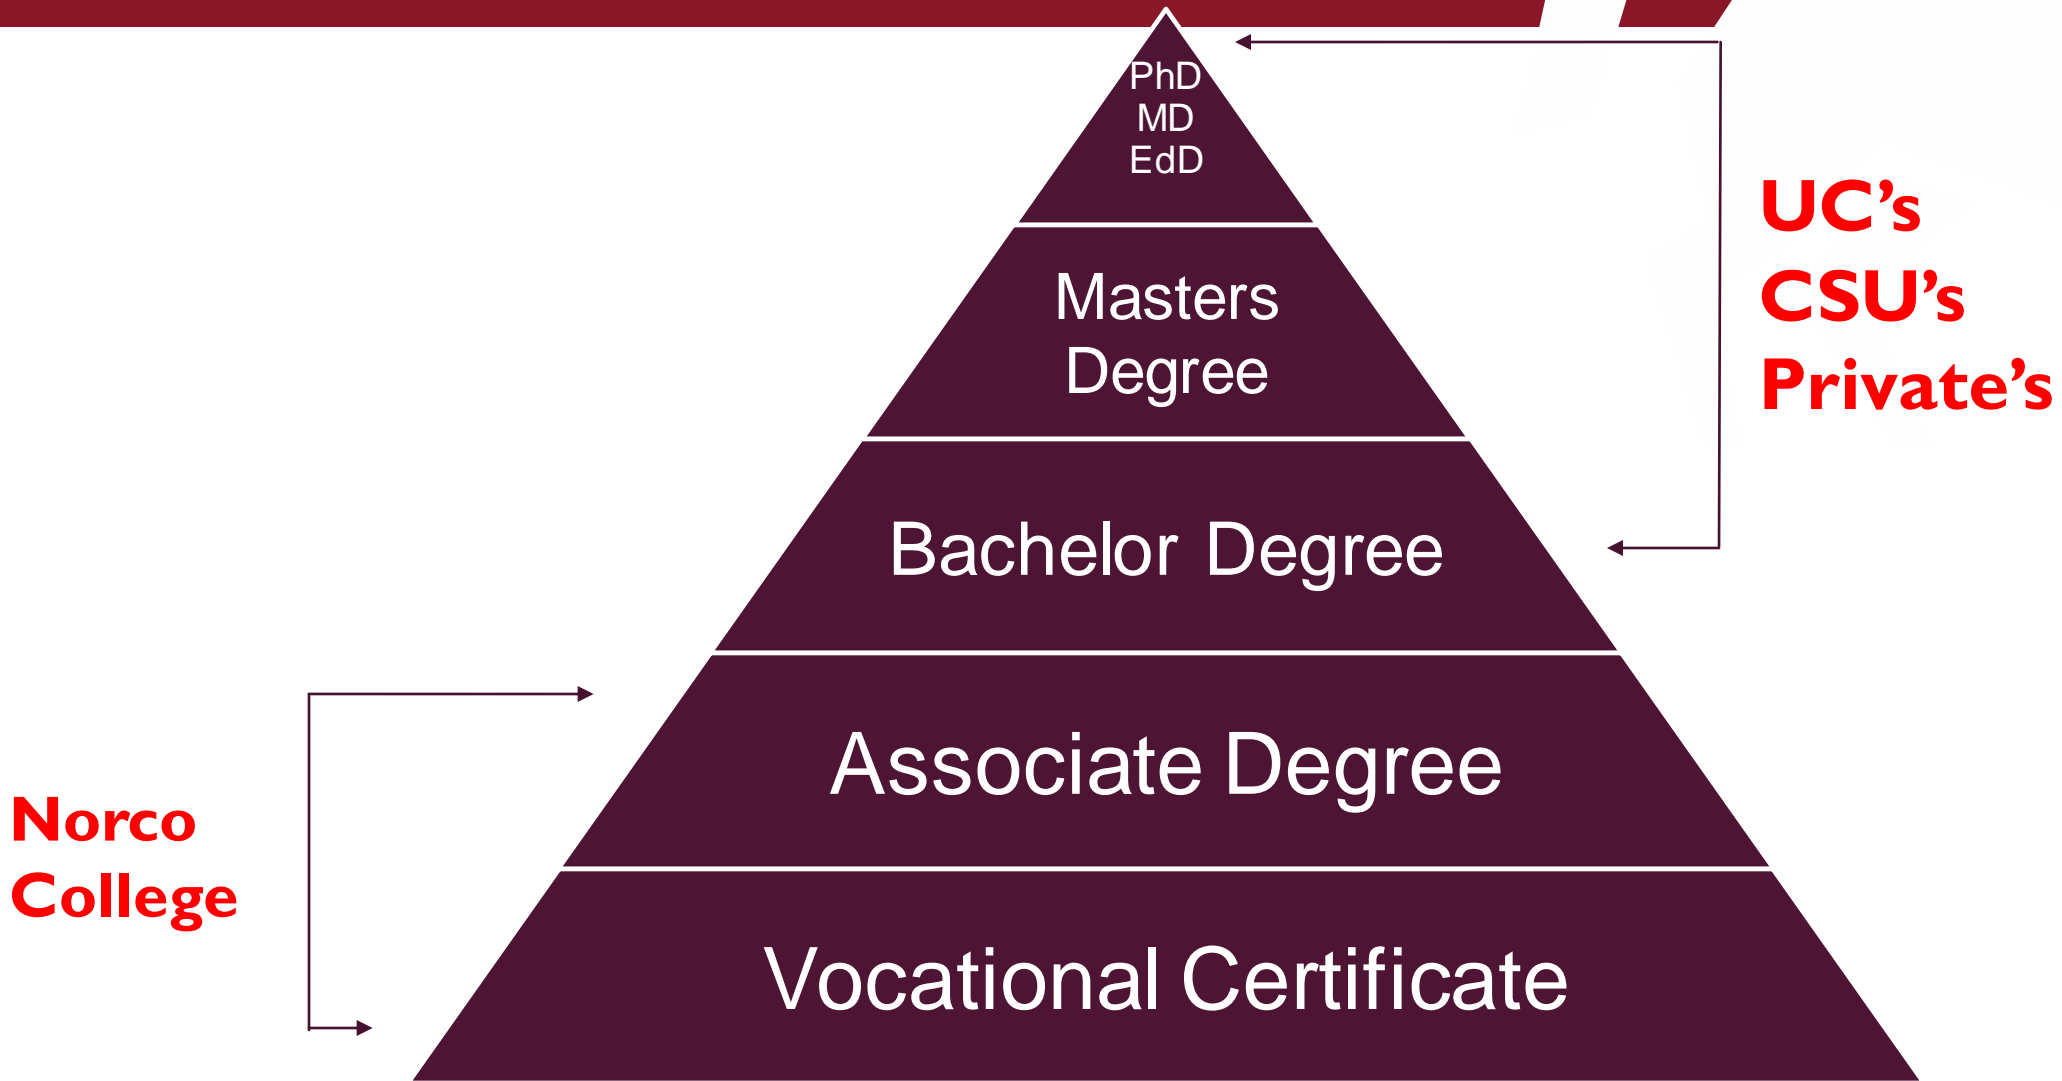 PhD
MD
EdD
UC’s
CSU’s
Private’s
Masters
Degree
Bachelor Degree
Associate Degree
Norco
College
Vocational Certificate